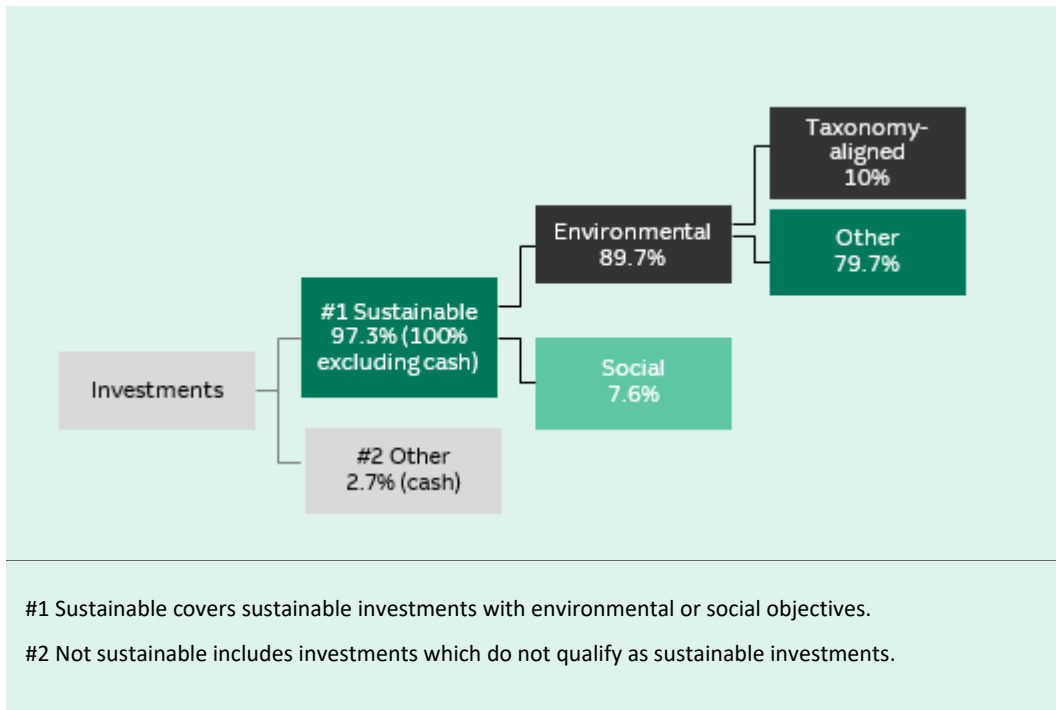 Taxonomy-
aligned
10%
Environmental
89.7%
Other
79.7%
#1 Sustainable
97.3% (100%
excluding cash)
Investments
Social
7.6%
#2 Other
2.7% (cash)
#1 Sustainable covers sustainable investments with environmental or social objectives.
#2 Not sustainable includes investments which do not qualify as sustainable investments.